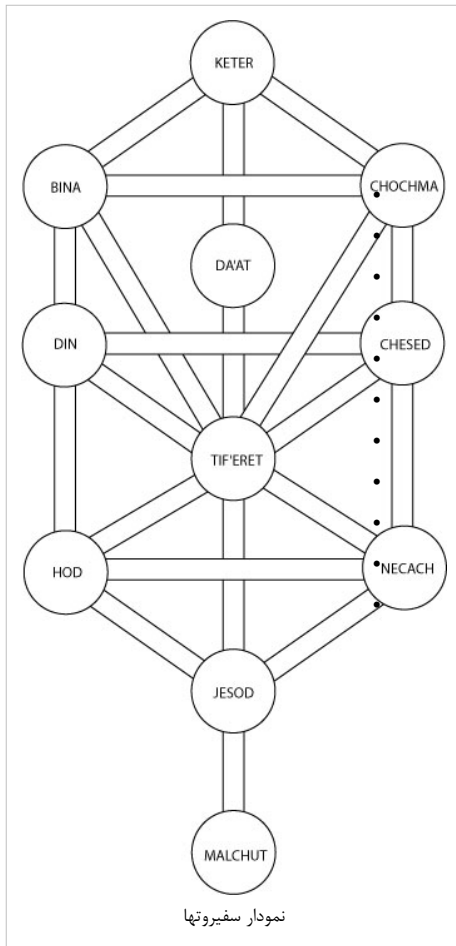 KETER
BINA
CHOCHMA
DA'AT
DIN
CHESED
TIF'ERET
HOD
NECACH
JESOD
MALCHUT
نمودار سفیروتها